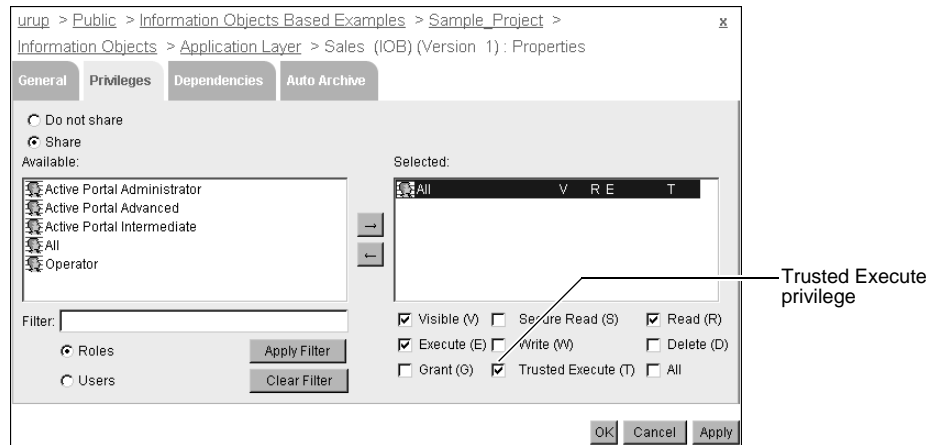 urup > Public > Information Objects Based Examples > Sample_Project > x
Information Objects > Application Layer > Sales (IOB) (Version 1) : Properties
General Privileges Dependencies Auto Archive
Do not share
Share
Available: Selected:
Active Portal Administrator
Active Portal Advanced
Active Portal Intermediate
All
Operator
All V R E T
→
←
Trusted Execute
privilege
Filter:
Roles Apply Filter
Users Clear Filter
Visible (V) Secure Read (S) Read (R)
Execute (E) Write (W) Delete (D)
Grant (G) Trusted Execute (T) All
OK Cancel Apply